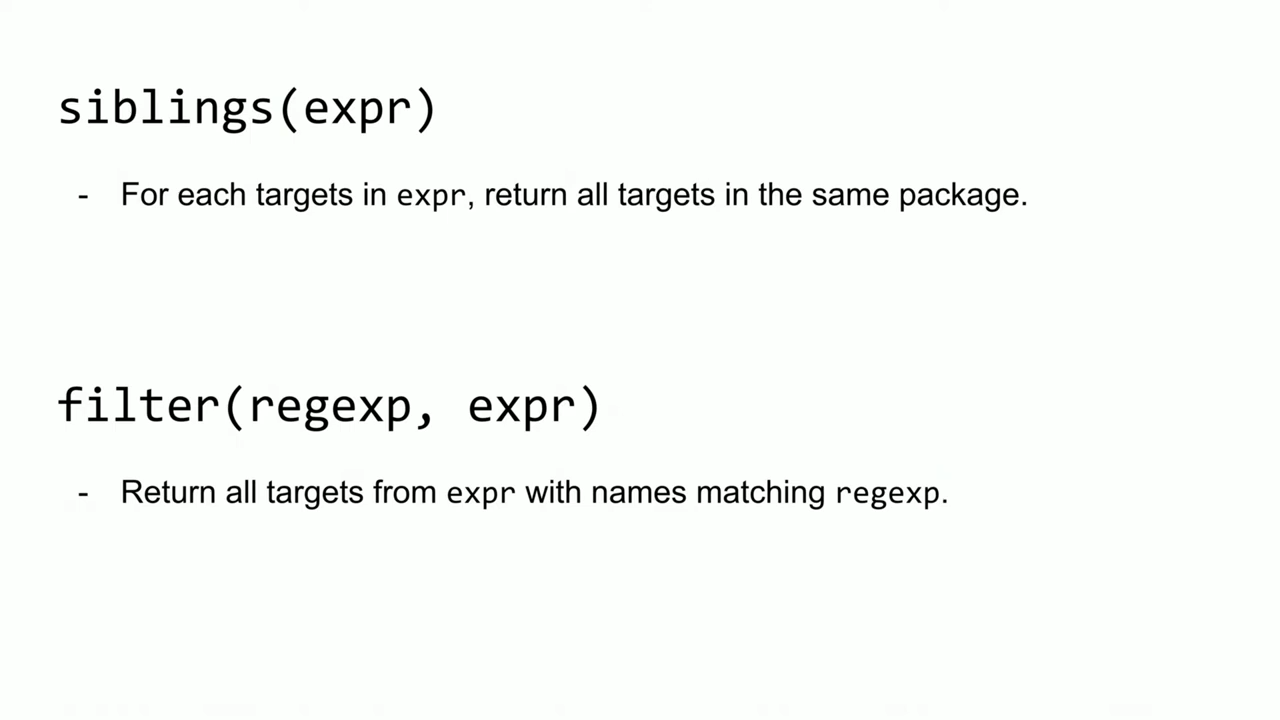 siblings(expr)
- For each targets in expr, return all targets in the same package.
filter(regexp, expr)
- Return all targets from expr with names matching regexp.